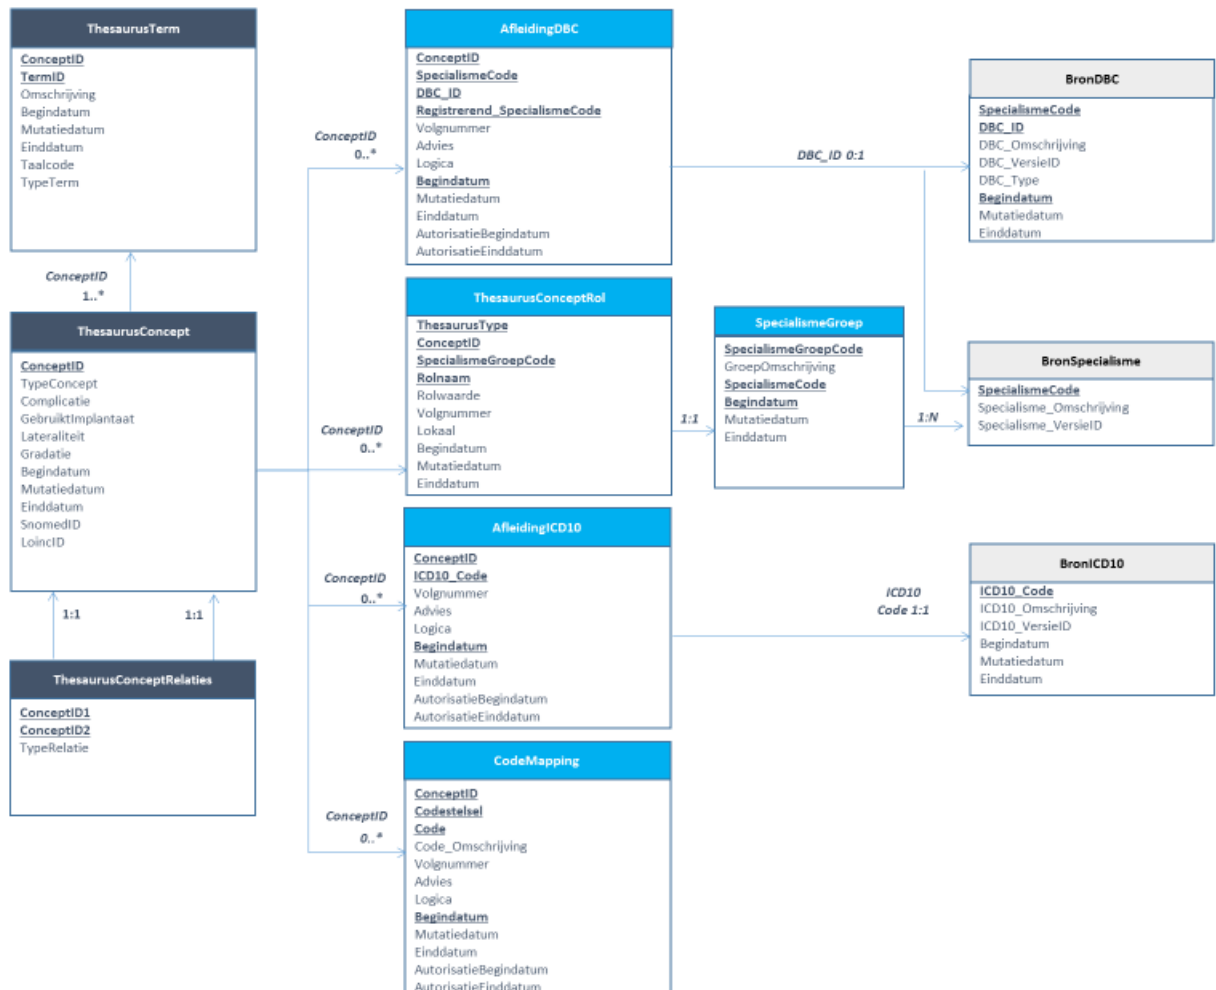 ThesaurusTerm
ConceptID
TermID
Omschrijving
Begindatum
Mutatiedatum
Einddatum
Taalcode
TypeTerm
ConceptID
1..*
ThesaurusConcept
ConceptID
TypeConcept
Complicatie
GebruiktImplantaat
Lateraliteit
Gradatie
Begindatum
Mutatiedatum
Einddatum
SnomedID
LoincID
1:1
1:1
ThesaurusConceptRelaties
ConceptID1
ConceptID2
TypeRelatie
ConceptID
0..*
AfleidingDBC
ConceptID
SpecialismeCode
DBC_ID
Registrerend_SpecialismeCode
Volgnummer
Advies
Logica
Begindatum
Mutatiedatum
Einddatum
AutorisatieBegindatum
AutorisatieEinddatum
ConceptID
0..*
ThesaurusConceptRol
ThesaurusType
ConceptID
SpecialismeGroepCode
Rolnaam
Rolwaarde
Volgnummer
Lokaal
Begindatum
Mutatiedatum
Einddatum
ConceptID
0..*
AfleidingICD10
ConceptID
ICD10_Code
Volgnummer
Advies
Logica
Begindatum
Mutatiedatum
Einddatum
AutorisatieBegindatum
AutorisatieEinddatum
ConceptID
0..*
CodeMapping
ConceptID
Codestelsel
Code
Code_Omschrijving
Volgnummer
Advies
Logica
Begindatum
Mutatiedatum
Einddatum
AutorisatieBegindatum
AutorisatieEinddatum
1:1
SpecialismeGroep
SpecialismeGroepCode
GroepOmschrijving
SpecialismeCode
Begindatum
Mutatiedatum
Einddatum
DBC_ID 0:1
1:N
ICD10
Code 1:1
BronDBC
SpecialismeCode
DBC_ID
DBC_Omschrijving
DBC_VersieID
DBC_Type
Begindatum
Mutatiedatum
Einddatum
BronSpecialisme
SpecialismeCode
Specialisme_Omschrijving
Specialisme_VersieID
BronICD10
ICD10_Code
ICD10_Omschrijving
ICD10_VersieID
Begindatum
Mutatiedatum
Einddatum